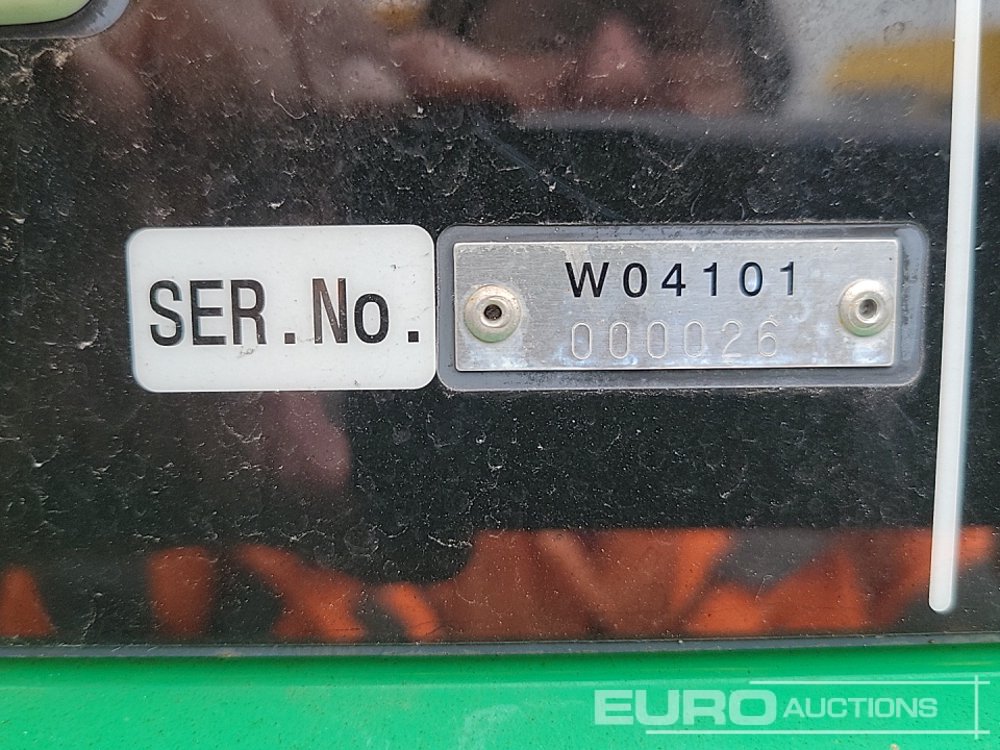 SER.No.
W04101
000026
EURO AUCTIONS